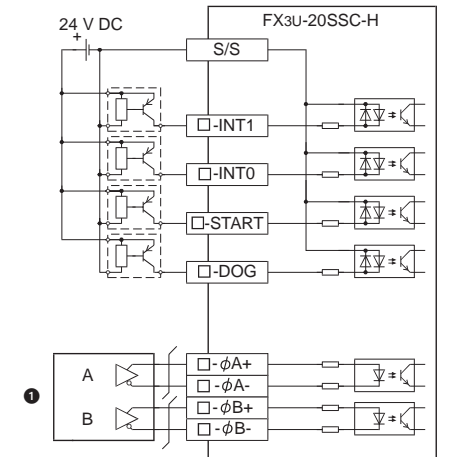 24 V DC
+
FX3U-20SSC-H
S/S
□-INT1
□-INT0
□-START
□-DOG
❶
A
B
□-ϕA+
□-ϕA-
□-ϕB+
□-ϕB-